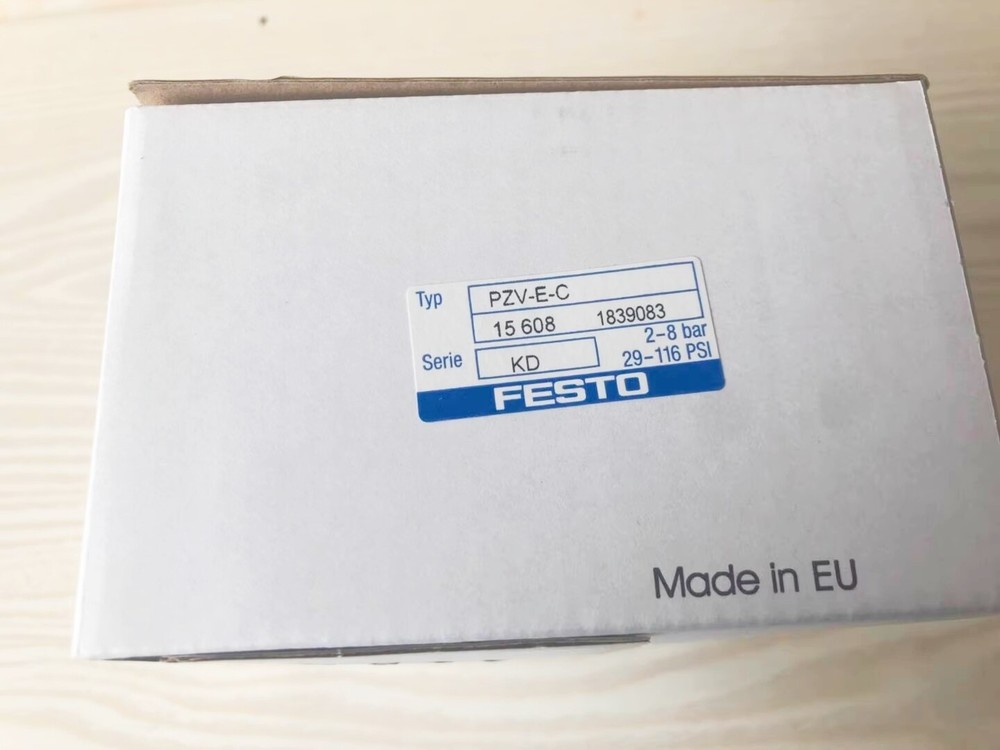 Typ PZV-E-C
15 608 1839083
2-8 bar
Serie KD 29-116 PSI
FESTO
Made in EU